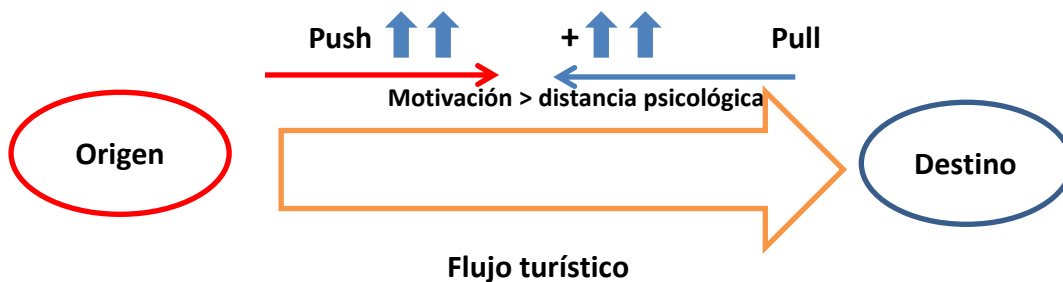 Push + Pull
Motivación > distancia psicológica
Origen
Destino
Flujo turístico